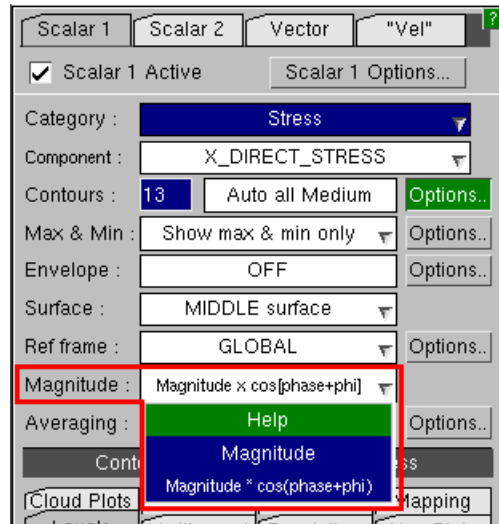 Scalar 1 Scalar 2 Vector "Vel" ?
Scalar 1 Active Scalar 1 Options...
Category : Stress
Component : X_DIRECT_STRESS
Contours : 13 Auto all Medium Options..
Max & Min : Show max & min only Options..
Envelope : OFF Options..
Surface : MIDDLE surface
Ref frame : GLOBAL Options..
Magnitude : Magnitude x cos[phase+phi]
Averaging : Options..
Help
Magnitude
Magnitude * cos(phase+phi)
Cloud Plots Mapping